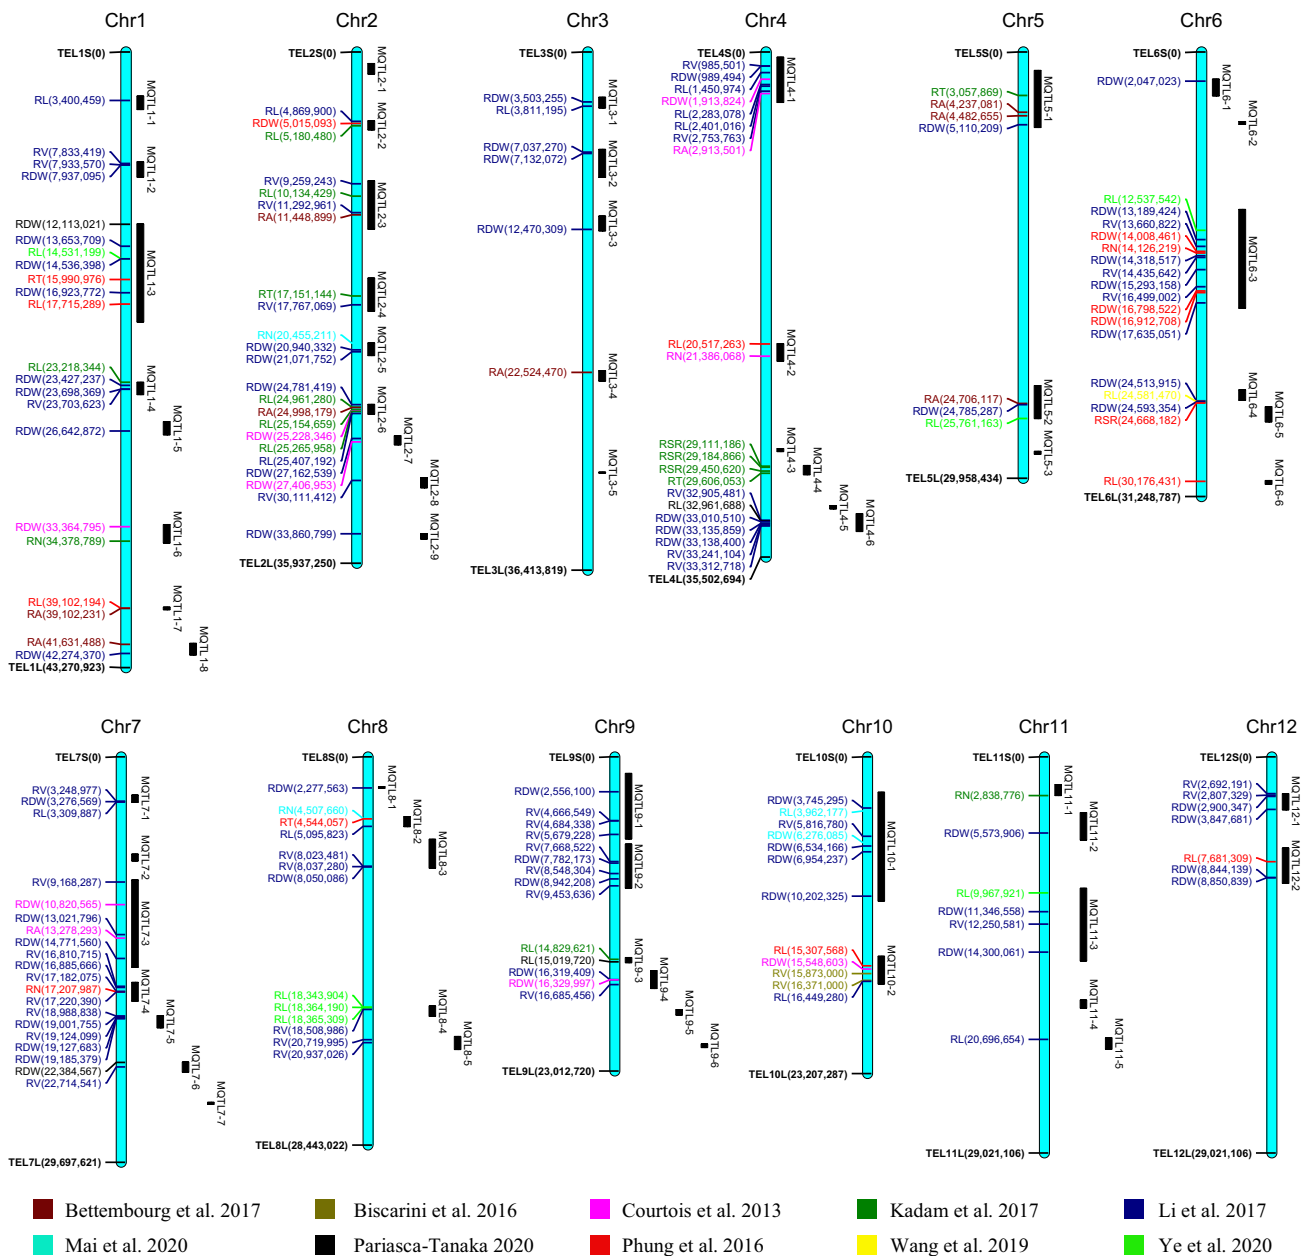 Chr1
TEL1S(0)
RL(3,400,459)
RV(7,833,419)
RV(7,933,570)
RDW(7,937,095)
RDW(12,113,021)
RDW(13,653,709)
RL(14,531,199)
RDW(14,536,398)
RT(15,990,976)
RDW(16,923,772)
RL(17,715,289)
RL(23,218,344)
RDW(23,427,237)
RDW(23,698,369)
RV(23,703,623)
RDW(26,642,872)
RDW(33,364,795)
RN(34,378,789)
RL(39,102,194)
RA(39,102,231)
RA(41,631,488)
RDW(42,274,370)
TEL1L(43,270,923)
MQTL1-1
MQTL1-2
MQTL1-3
MQTL1-4
MQTL1-5
MQTL1-6
MQTL1-7
MQTL1-8
Chr2
TEL2S(0)
RL(4,869,900)
RDW(5,015,093)
RL(5,180,480)
RV(9,259,243)
RL(10,134,429)
RV(11,292,961)
RA(11,448,899)
RT(17,151,144)
RV(17,767,069)
RN(20,455,211)
RDW(20,940,332)
RDW(21,071,752)
RDW(24,781,419)
RL(24,961,280)
RA(24,998,179)
RL(25,154,659)
RDW(25,228,346)
RL(25,265,958)
RL(25,407,192)
RDW(27,162,539)
RDW(27,406,953)
RV(30,111,412)
RDW(33,860,799)
TEL2L(35,937,250)
MQTL2-1
MQTL2-2
MQTL2-3
MQTL2-4
MQTL2-5
MQTL2-6
MQTL2-7
MQTL2-8
MQTL2-9
Chr3
TEL3S(0)
RDW(3,503,255)
RL(3,811,195)
RDW(7,037,270)
RDW(7,132,072)
RDW(12,470,309)
RA(22,524,470)
TEL3L(36,413,819)
MQTL3-1
MQTL3-2
MQTL3-3
MQTL3-4
MQTL3-5
Chr4
TEL4S(0)
RV(985,501)
RDW(989,494)
RL(1,450,974)
RDW(1,913,824)
RL(2,283,078)
RL(2,401,016)
RV(2,753,763)
RA(2,913,501)
RL(20,517,263)
RN(21,386,068)
RSR(29,111,186)
RSR(29,184,866)
RSR(29,450,620)
RT(29,606,053)
RV(32,905,481)
RL(32,961,688)
RDW(33,010,510)
RDW(33,135,859)
RDW(33,138,400)
RV(33,241,104)
RV(33,312,718)
TEL4L(35,502,694)
MQTL4-1
MQTL4-2
MQTL4-3
MQTL4-4
MQTL4-5
MQTL4-6
Chr5
TEL5S(0)
RT(3,057,869)
RA(4,237,081)
RA(4,482,655)
RDW(5,110,209)
RA(24,706,117)
RDW(24,785,287)
RL(25,761,163)
TEL5L(29,958,434)
MQTL5-1
MQTL5-2
MQTL5-3
Chr6
TEL6S(0)
RDW(2,047,023)
RL(12,537,542)
RDW(13,189,424)
RV(13,660,822)
RDW(14,008,461)
RN(14,126,219)
RDW(14,318,517)
RV(14,435,642)
RDW(15,293,158)
RV(16,499,002)
RDW(16,798,522)
RDW(16,912,708)
RDW(17,635,051)
RDW(24,513,915)
RL(24,581,470)
RDW(24,593,354)
RSR(24,668,182)
RL(30,176,431)
TEL6L(31,248,787)
MQTL6-1
MQTL6-2
MQTL6-3
MQTL6-4
MQTL6-5
MQTL6-6
Chr7
TEL7S(0)
RV(3,248,977)
RDW(3,276,569)
RL(3,309,887)
RV(9,168,287)
RDW(10,820,565)
RDW(13,021,796)
RA(13,278,293)
RDW(14,771,560)
RV(16,810,715)
RDW(16,885,666)
RV(17,182,075)
RN(17,207,987)
RV(17,220,390)
RV(18,988,838)
RDW(19,001,755)
RV(19,124,099)
RDW(19,127,683)
RDW(19,185,379)
RDW(22,384,567)
RV(22,714,541)
TEL7L(29,697,621)
MQTL7-1
MQTL7-2
MQTL7-3
MQTL7-4
MQTL7-5
MQTL7-6
MQTL7-7
Chr8
TEL8S(0)
RDW(2,277,563)
RN(4,507,660)
RT(4,544,057)
RL(5,095,823)
RV(8,023,481)
RV(8,037,280)
RDW(8,050,086)
RL(18,343,904)
RL(18,364,190)
RL(18,365,309)
RV(18,508,986)
RV(20,719,995)
RV(20,937,026)
TEL8L(28,443,022)
MQTL8-1
MQTL8-2
MQTL8-3
MQTL8-4
MQTL8-5
Chr9
TEL9S(0)
RDW(2,556,100)
RV(4,666,549)
RV(4,684,338)
RV(5,679,228)
RV(7,668,522)
RDW(7,782,173)
RV(8,548,304)
RDW(8,942,208)
RV(9,453,636)
RL(14,829,621)
RL(15,019,720)
RDW(16,319,409)
RDW(16,329,997)
RV(16,685,456)
TEL9L(23,012,720)
MQTL9-1
MQTL9-2
MQTL9-3
MQTL9-4
MQTL9-5
MQTL9-6
Chr10
TEL10S(0)
RDW(3,745,295)
RL(3,962,177)
RV(5,816,780)
RDW(6,276,085)
RDW(6,534,166)
RDW(6,954,237)
RDW(10,202,325)
RL(15,307,568)
RDW(15,548,603)
RV(15,873,000)
RV(16,371,000)
RL(16,449,280)
TEL10L(23,207,287)
MQTL10-1
MQTL10-2
Chr11
TEL11S(0)
RN(2,838,776)
RDW(5,573,906)
RL(9,967,921)
RDW(11,346,558)
RV(12,250,581)
RDW(14,300,061)
RL(20,696,654)
TEL11L(29,021,106)
MQTL11-1
MQTL11-2
MQTL11-3
MQTL11-4
MQTL11-5
Chr12
TEL12S(0)
RV(2,692,191)
RV(2,807,329)
RDW(2,900,347)
RDW(3,847,681)
RL(7,681,309)
RDW(8,844,139)
RDW(8,850,839)
TEL12L(29,021,106)
MQTL12-1
MQTL12-2
Bettembourg et al. 2017
Biscarini et al. 2016
Courtois et al. 2013
Kadam et al. 2017
Li et al. 2017
Mai et al. 2020
Pariasca-Tanaka 2020
Phung et al. 2016
Wang et al. 2019
Ye et al. 2020